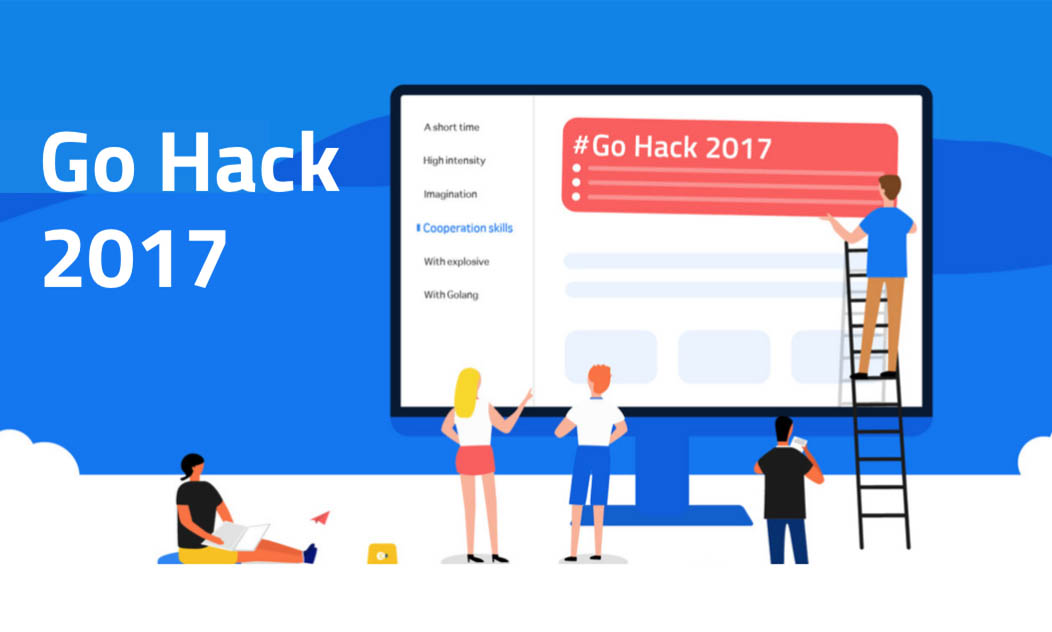 Go Hack
2017
A short time
High intensity
Imagination
Cooperation skills
With explosive
With Golang
#Go Hack 2017